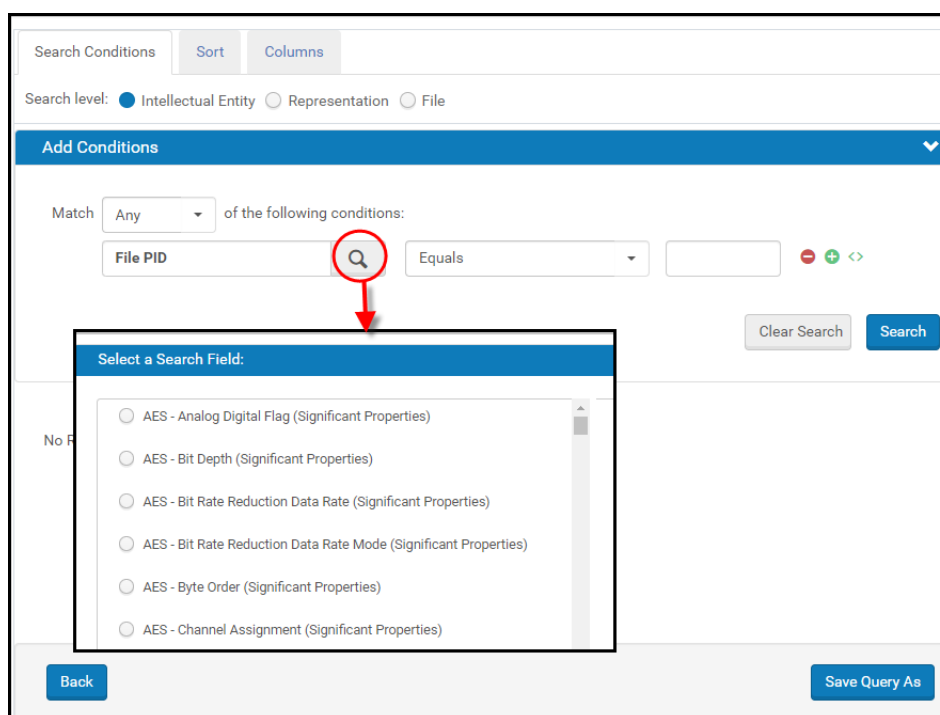 Search Conditions Sort Columns
Search level: Intellectual Entity Representation File
Add Conditions
Match Any of the following conditions:
File PID Equals
Clear Search Search
Select a Search Field:
AES - Analog Digital Flag (Significant Properties)
No R
AES - Bit Depth (Significant Properties)
AES - Bit Rate Reduction Data Rate (Significant Properties)
AES - Bit Rate Reduction Data Rate Mode (Significant Properties)
AES - Byte Order (Significant Properties)
AES - Channel Assignment (Significant Properties)
Back Save Query As